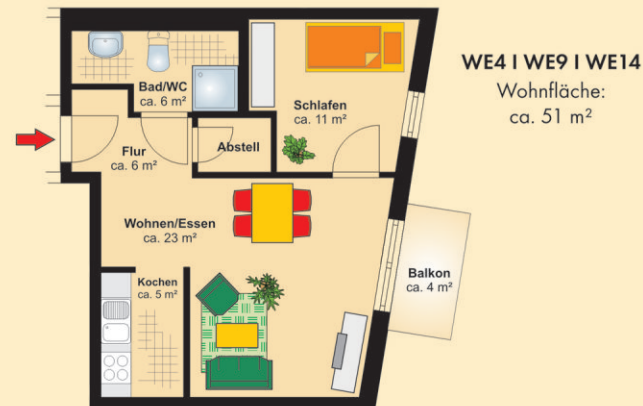 WE4 I WE9 I WE14
Wohnfläche:
ca. 51 m²
Bad/WC
ca. 6 m²
Schlafen
ca. 11 m²
Abstell
Flur
ca. 6 m²
Wohnen/Essen
ca. 23 m²
Kochen
ca. 5 m²
Balkon
ca. 4 m²